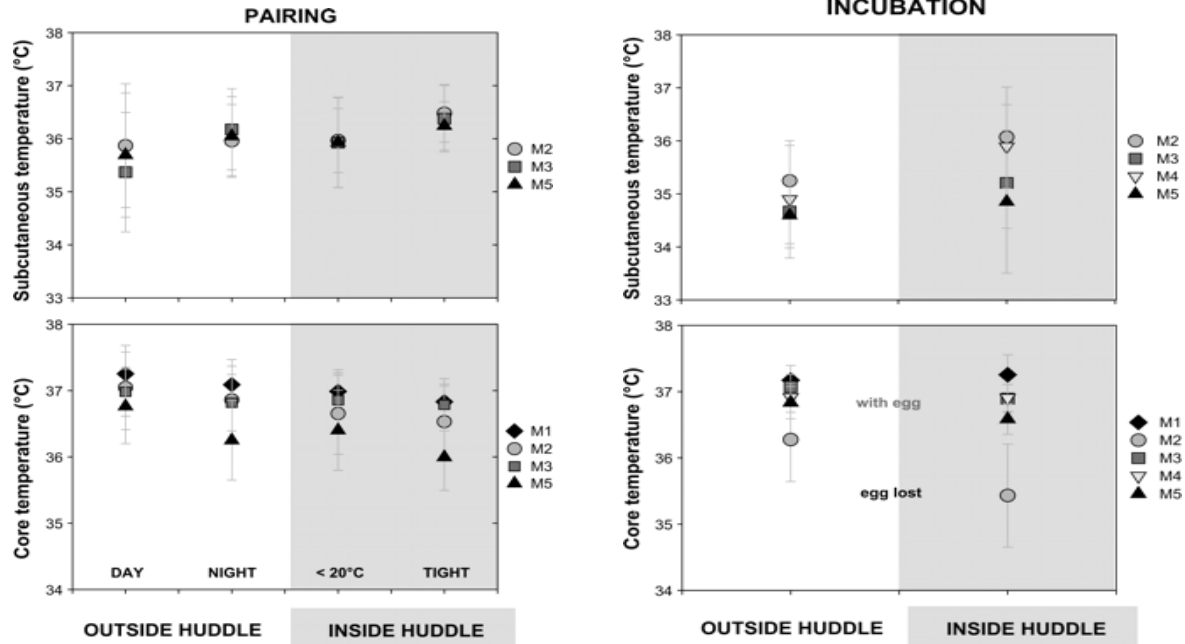 PAIRING
INCUBATION
Subcutaneous temperature (°C)
38
37
36
35
34
33
M2
M3
M5
Subcutaneous temperature (°C)
38
37
36
35
34
33
M2
M3
M4
M5
Core temperature (°C)
38
37
36
35
34
DAY
NIGHT
< 20°C
TIGHT
M1
M2
M3
M5
OUTSIDE HUDDLE
INSIDE HUDDLE
Core temperature (°C)
38
37
36
35
34
with egg
egg lost
M1
M2
M3
M4
M5
OUTSIDE HUDDLE
INSIDE HUDDLE